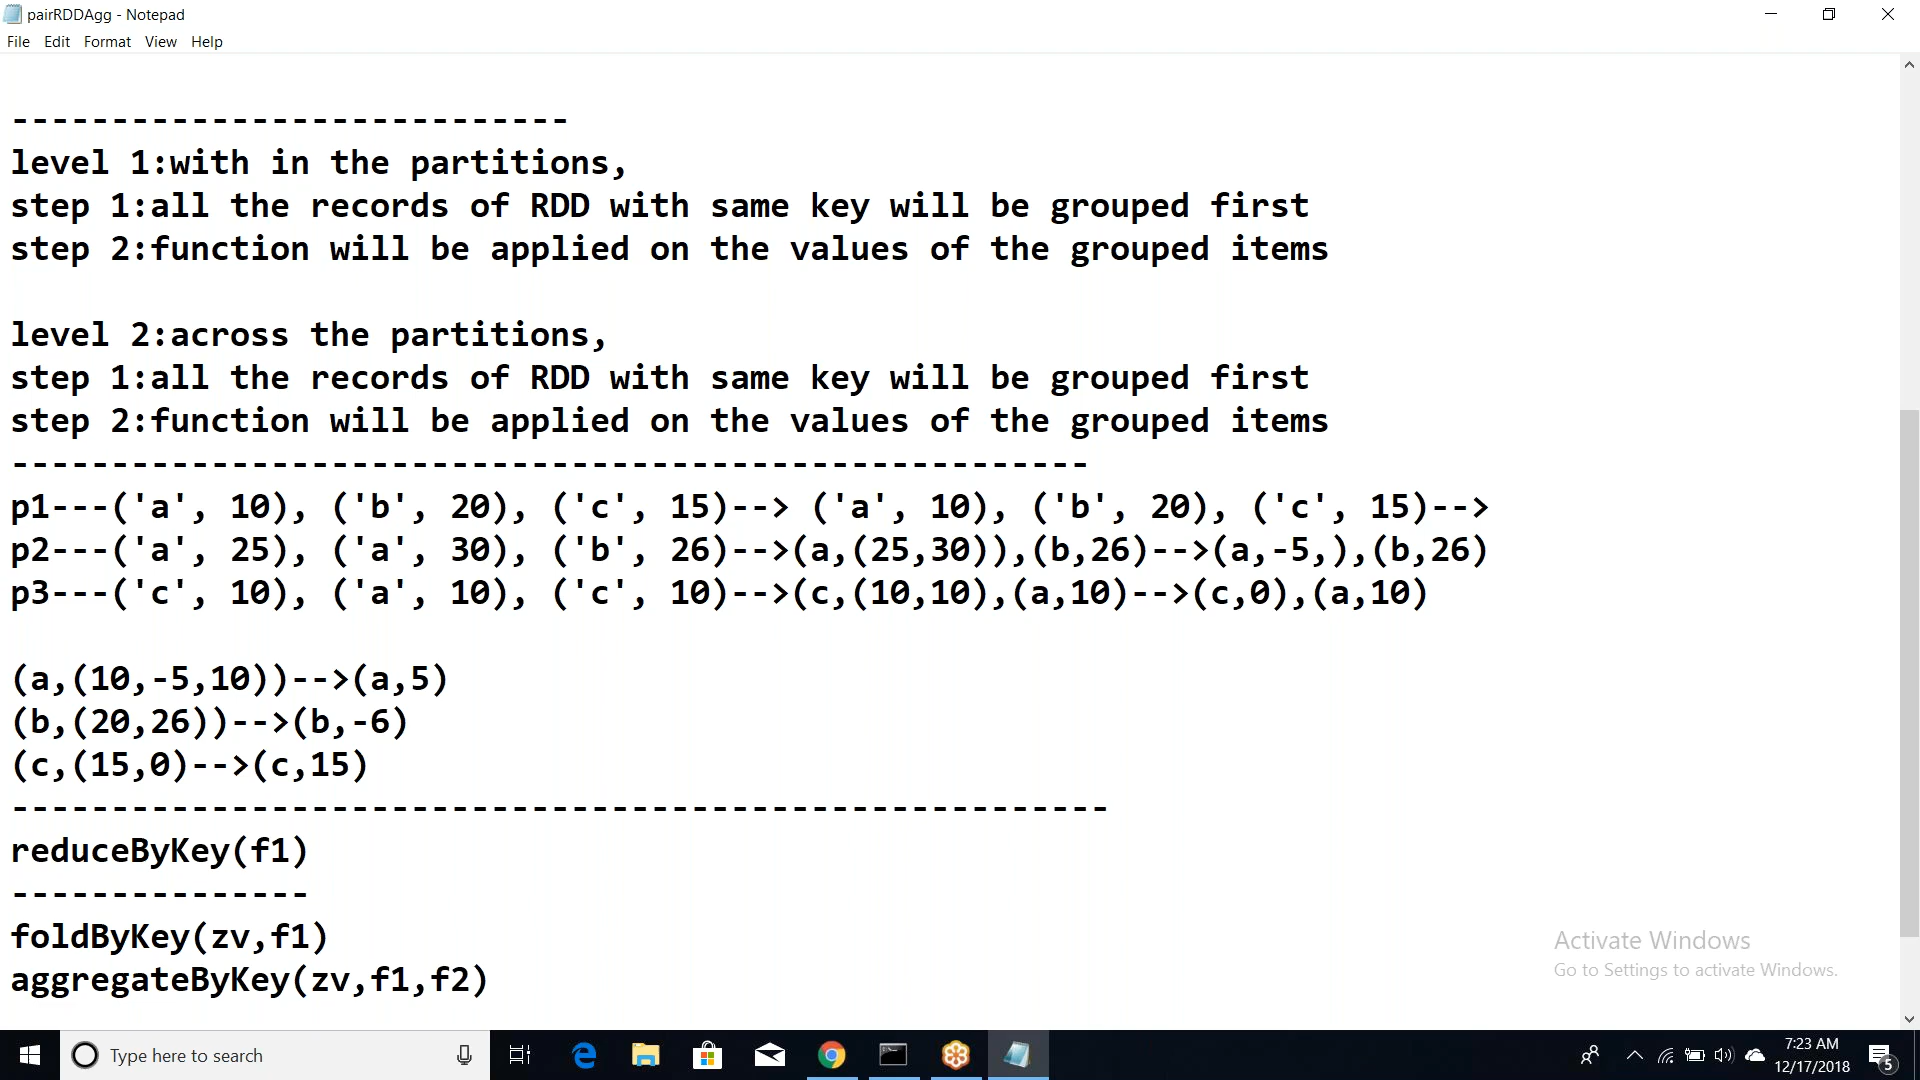 pairRDDAgg - Notepad
File Edit Format View Help
----------------------------
level 1:with in the partitions,
step 1:all the records of RDD with same key will be grouped first
step 2:function will be applied on the values of the grouped items
level 2:across the partitions,
step 1:all the records of RDD with same key will be grouped first
step 2:function will be applied on the values of the grouped items
------------------------------------------------------
p1---('a', 10), ('b', 20), ('c', 15)--> ('a', 10), ('b', 20), ('c', 15)-->
p2---('a', 25), ('a', 30), ('b', 26)-->(a,(25,30)),(b,26)-->(a,-5,),(b,26)
p3---('c', 10), ('a', 10), ('c', 10)-->(c,(10,10),(a,10)-->(c,0),(a,10)
(a,(10,-5,10))-->(a,5)
(b,(20,26))-->(b,-6)
(c,(15,0)-->(c,15)
-------------------------------------------------------
reduceByKey(f1)
---------------
foldByKey(zv,f1)
aggregateByKey(zv,f1,f2)
Activate Windows
Go to Settings to activate Windows.
Type here to search
7:23 AM
12/17/2018
5